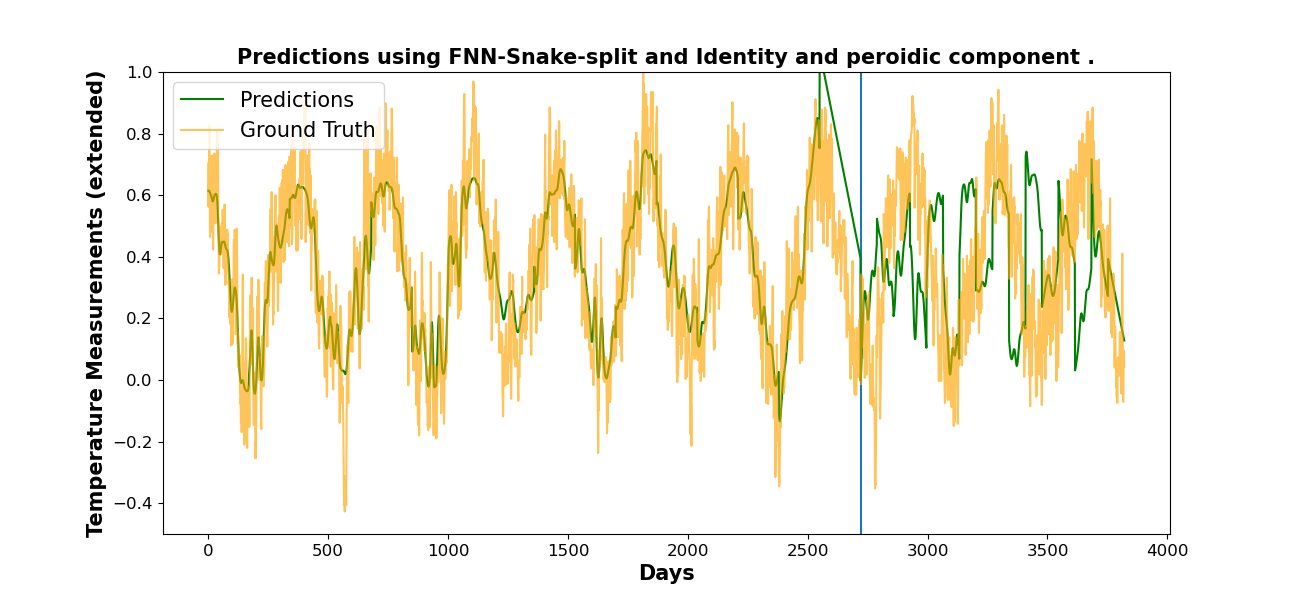 Predictions using FNN-Snake-split and Identity and peroidic component .
Temperature Measurements (extended)
1.0
0.8
0.6
0.4
0.2
0.0
−0.2
−0.4
Predictions
Ground Truth
0 500 1000 1500 2000 2500 3000 3500 4000
Days